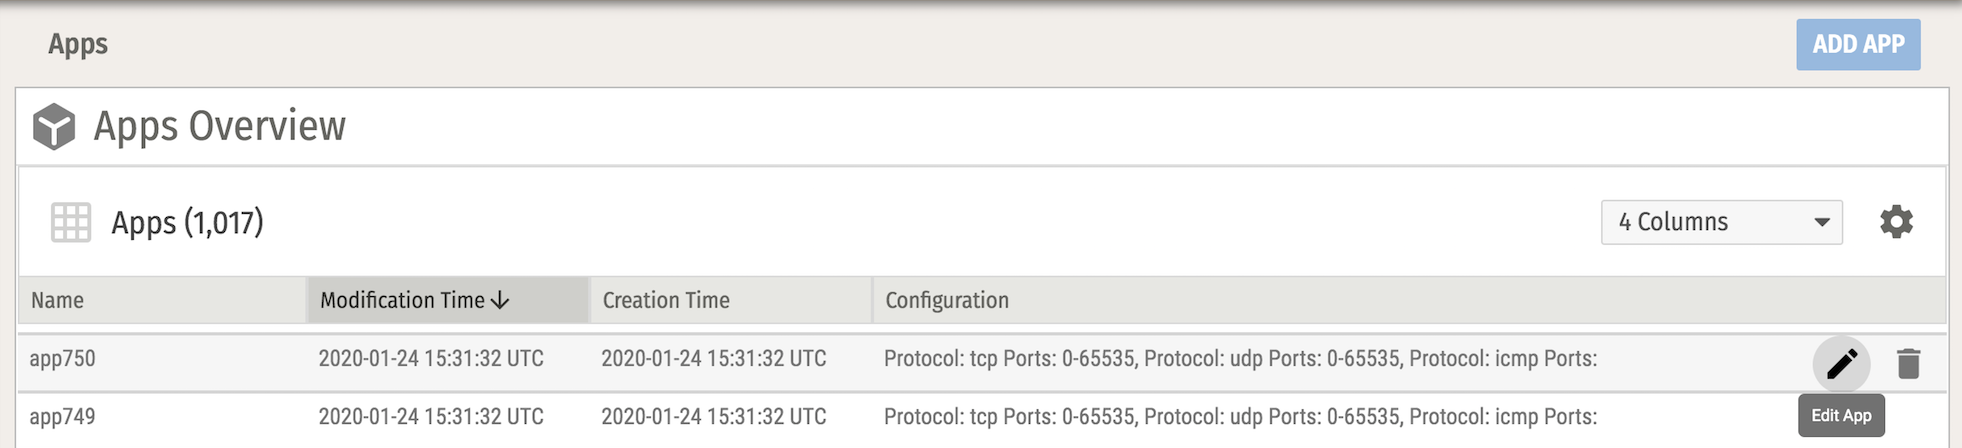 Apps
ADD APP
Apps Overview
Apps (1,017)
4 Columns
Name Modification Time Creation Time Configuration
app750 2020-01-24 15:31:32 UTC 2020-01-24 15:31:32 UTC Protocol: tcp Ports: 0-65535, Protocol: udp Ports: 0-65535, Protocol: icmp Ports:
app749 2020-01-24 15:31:32 UTC 2020-01-24 15:31:32 UTC Protocol: tcp Ports: 0-65535, Protocol: udp Ports: 0-65535, Protocol: icmp Ports:
Edit App